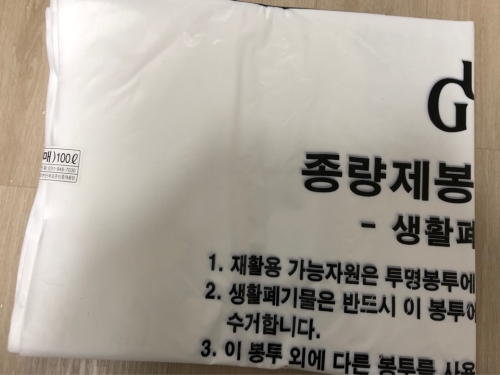 매)100ℓ
G
종량제봉
- 생활폐
1. 재활용 가능자원은 투명봉투에
2. 생활폐기물은 반드시 이 봉투에
수거합니다.
3. 이 봉투 외에 다른 봉투를 사용